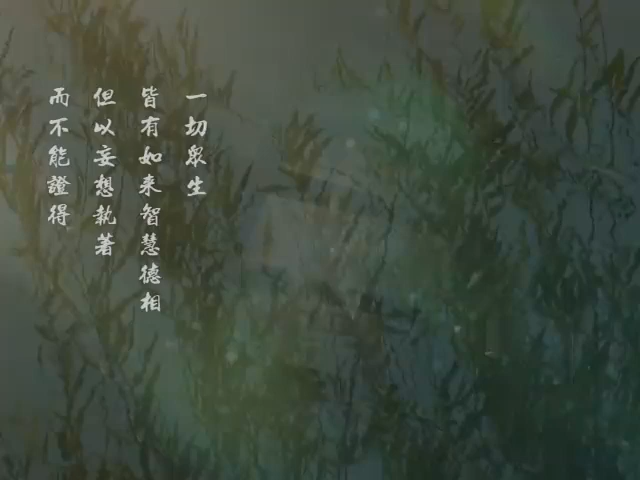 一切眾生
皆有如来智慧德相
但以妄想執著
而不能證得